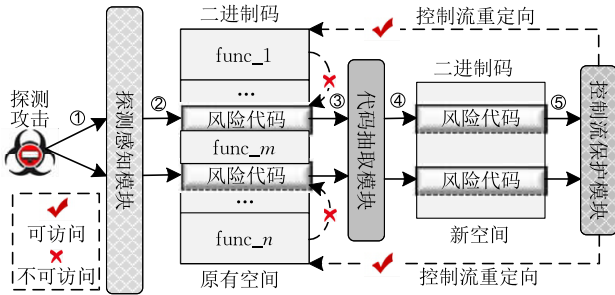 探测
攻击
①
探测感知模块
②
二进制码
func_1
...
风险代码
func_m
风险代码
...
func_n
原有空间
③
代码抽取模块
④
二进制码
风险代码
风险代码
新空间
⑤
控制流保护模块
控制流重定向
控制流重定向
可访问
不可访问